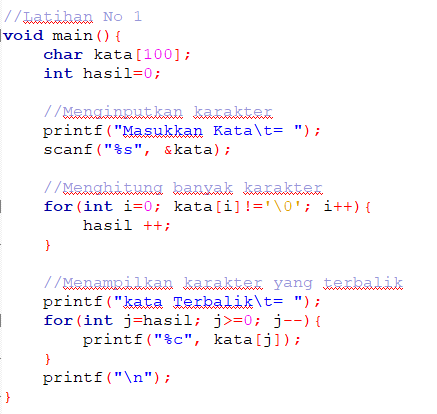 //Latihan No 1
void main(){
char kata[100];
int hasil=0;
//Menginputkan karakter
printf("Masukkan Kata\t= ");
scanf("%s", &kata);
//Menghitung banyak karakter
for(int i=0; kata[i]!='\0'; i++){
hasil ++;
}
//Menampilkan karakter yang terbalik
printf("kata Terbalik\t= ");
for(int j=hasil; j>=0; j--){
printf("%c", kata[j]);
}
printf("\n");
}